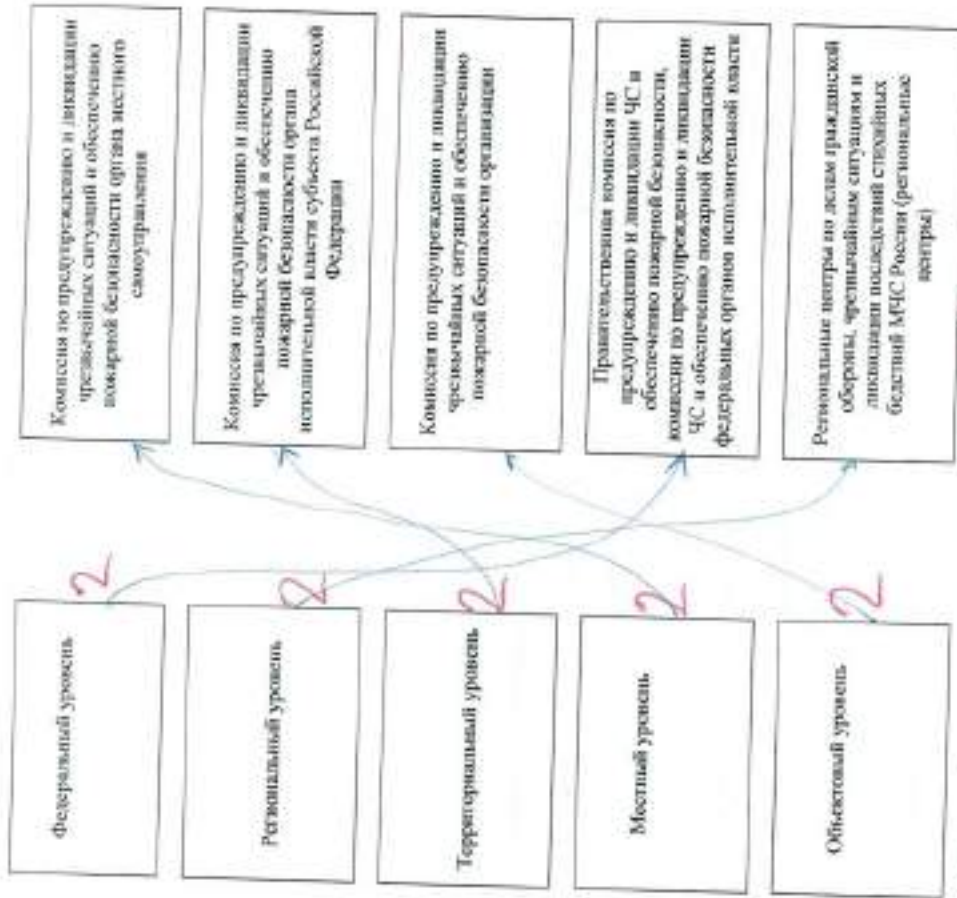 Федеральный уровень
2
Региональный уровень
2
Территориальный уровень
2
Местный уровень
2
Объектовый уровень
2
Комиссия по предупреждению и ликвидации
чрезвычайных ситуаций и обеспечению
пожарной безопасности органа местного
самоуправления
Комиссия по предупреждению и ликвидации
чрезвычайных ситуаций и обеспечению
пожарной безопасности органа
исполнительной власти субъекта Российской
Федерации
Комиссия по предупреждению и ликвидации
чрезвычайных ситуаций и обеспечению
пожарной безопасности организации
Правительственная комиссия по
предупреждению и ликвидации ЧС и
обеспечению пожарной безопасности,
комиссии по предупреждению и ликвидации
ЧС и обеспечению пожарной безопасности
федеральных органов исполнительной власти
Региональные центры по делам гражданской
обороны, чрезвычайным ситуациям и
ликвидации последствий стихийных
бедствий МЧС России (региональные
центры)